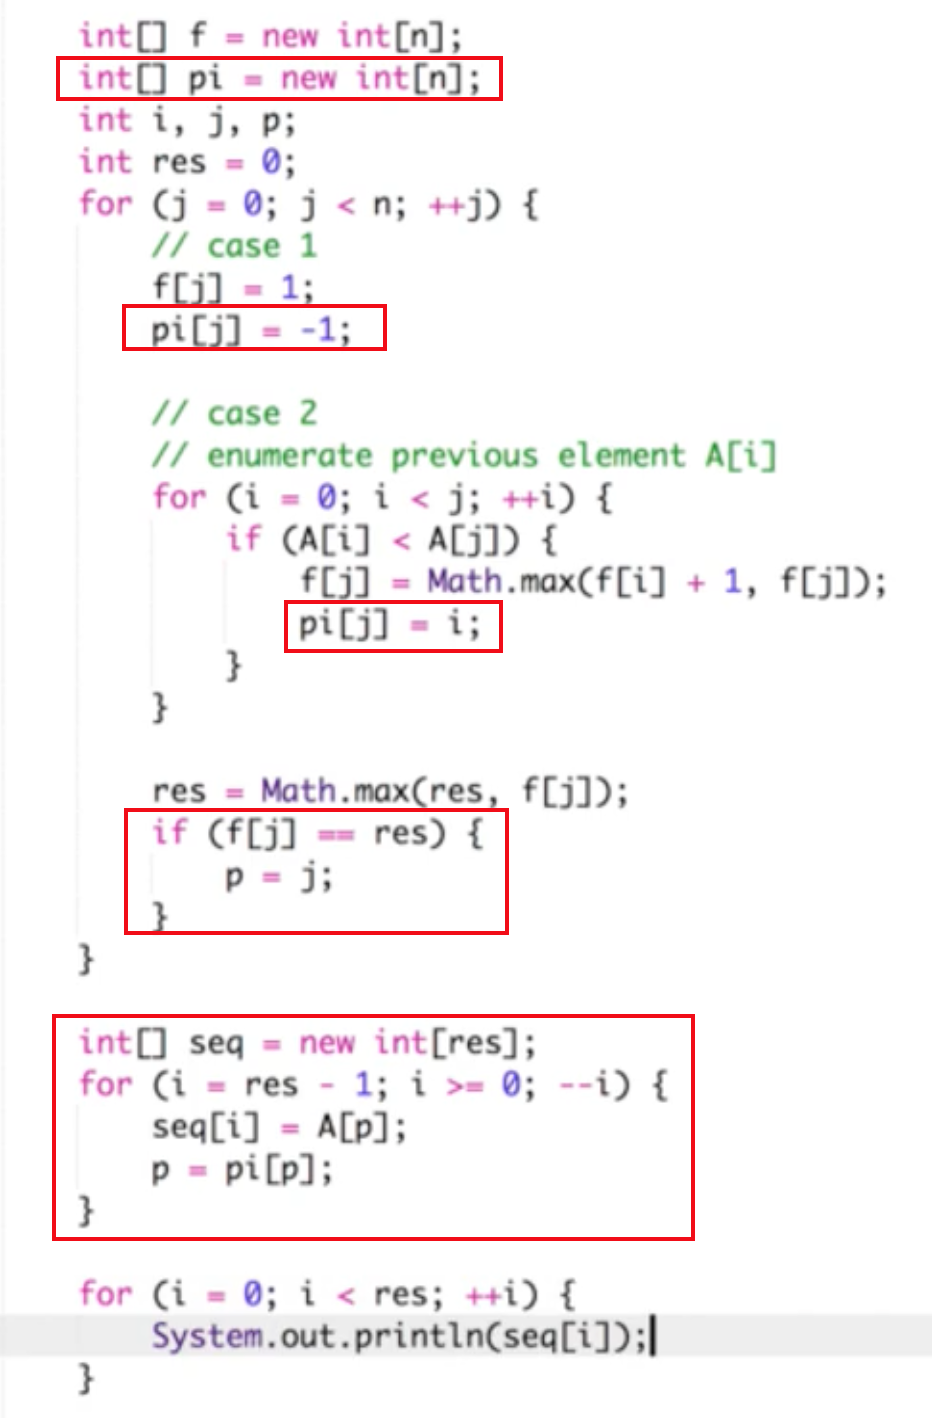 int[] f = new int[n];
int[] pi = new int[n];
int i, j, p;
int res = 0;
for (j = 0; j < n; ++j) {
// case 1
f[j] = 1;
pi[j] = -1;
// case 2
// enumerate previous element A[i]
for (i = 0; i < j; ++i) {
if (A[i] < A[j]) {
f[j] = Math.max(f[i] + 1, f[j]);
pi[j] = i;
}
}
res = Math.max(res, f[j]);
if (f[j] == res) {
p = j;
}
}
int[] seq = new int[res];
for (i = res - 1; i >= 0; --i) {
seq[i] = A[p];
p = pi[p];
}
for (i = 0; i < res; ++i) {
System.out.println(seq[i]);
}